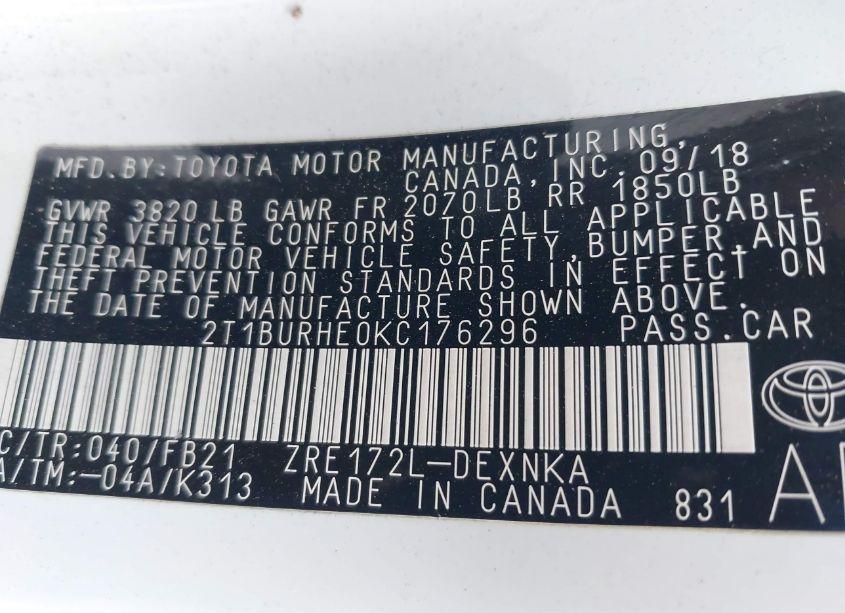 MFD.BY:TOYOTA MOTOR MANUFACTURING,
CANADA,INC. 09/18
GVWR 3820 LB GAWR FR 2070LB RR 1850LB
THIS VEHICLE CONFORMS TO ALL APPLICABLE
FEDERAL MOTOR VEHICLE SAFETY,BUMPER,AND
THEFT PREVENTION STANDARDS IN EFFECT ON
THE DATE OF MANUFACTURE SHOWN ABOVE.
2T1BURHE0KC176296 PASS.CAR
C/TR:040/FB21 ZRE172L-DEXNKA
A/TM:-04A/K313 MADE IN CANADA 831